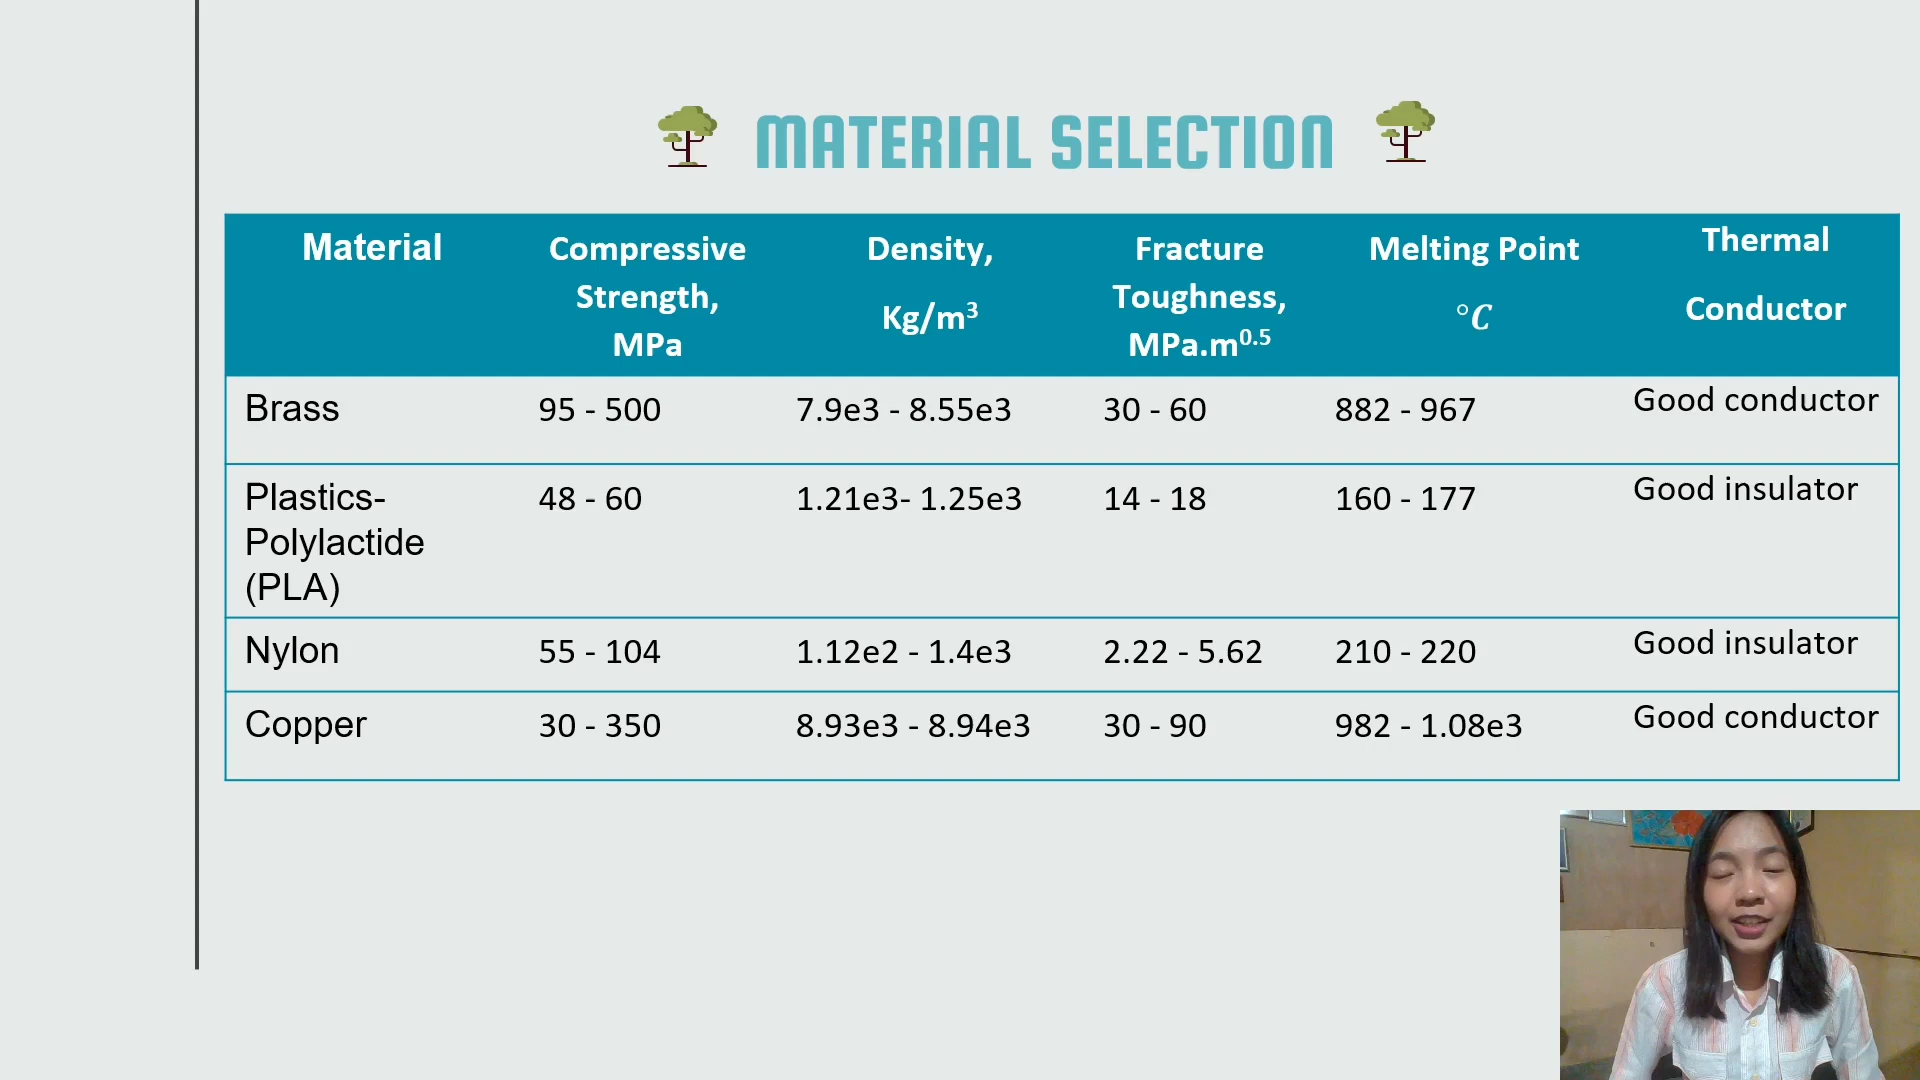 MATERIAL SELECTION
Material
Compressive
Strength,
MPa
Density,
Kg/m³
Fracture
Toughness,
MPa.m⁰·⁵
Melting Point
°C
Thermal
Conductor
Brass 95 - 500 7.9e3 - 8.55e3 30 - 60 882 - 967 Good conductor
Plastics- 48 - 60 1.21e3- 1.25e3 14 - 18 160 - 177 Good insulator
Polylactide
(PLA)
Nylon 55 - 104 1.12e2 - 1.4e3 2.22 - 5.62 210 - 220 Good insulator
Copper 30 - 350 8.93e3 - 8.94e3 30 - 90 982 - 1.08e3 Good conductor